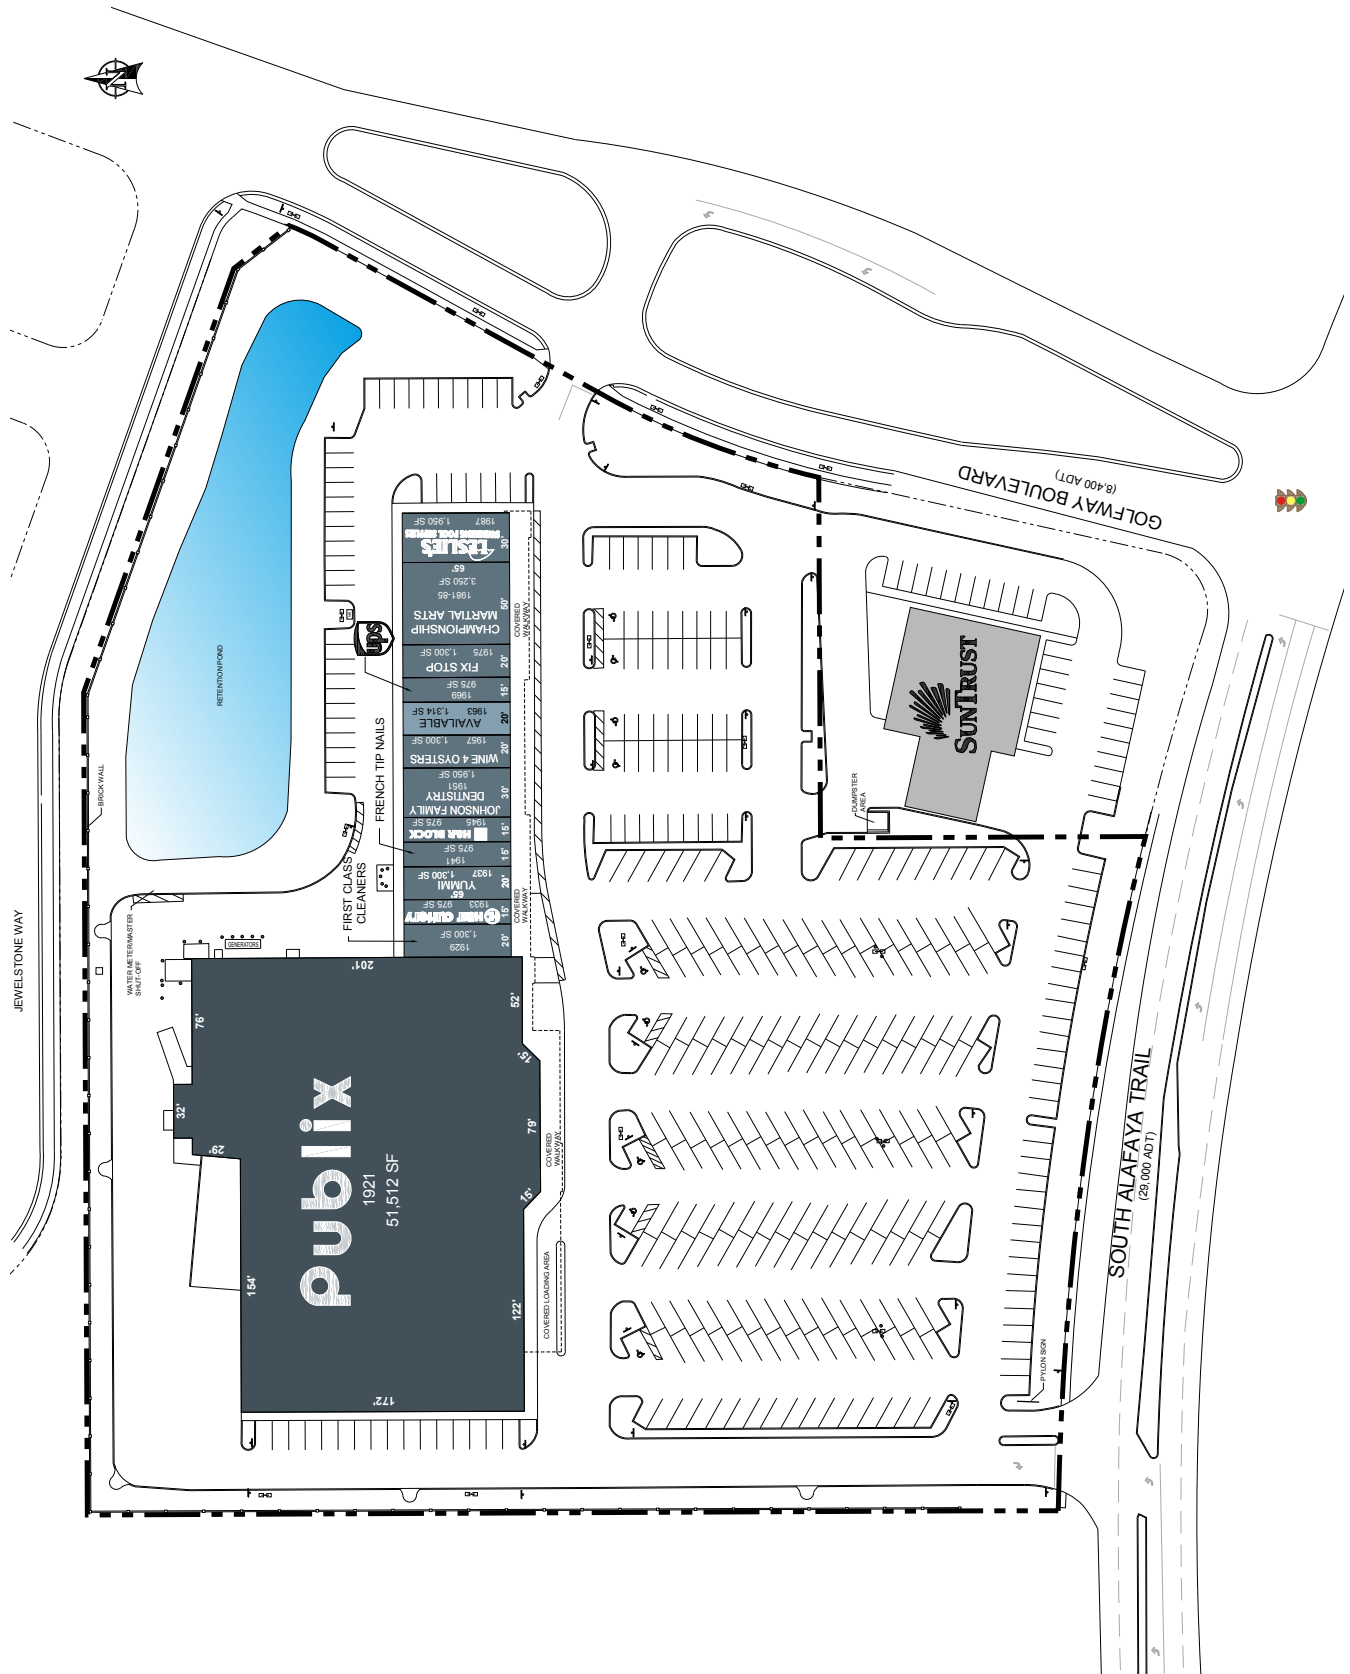 N
GOLFWAY BOULEVARD
(8,400 ADT)
1987 1,950 SF
LESLIE'S
SWIMMING POOL SUPPLIES
30'
65'
CHAMPIONSHIP
MARTIAL ARTS
1981-85
3,250 SF
50'
COVERED
WALKWAY
ups
FIX STOP
1975 1,300 SF
20'
1969
975 SF
15'
AVAILABLE
1963 1,314 SF
20'
WINE 4 OYSTERS
1957 1,300 SF
20'
JOHNSON FAMILY
DENTISTRY
1951
1,950 SF
30'
H&R BLOCK
1945 975 SF
15'
FRENCH TIP NAILS
1941
975 SF
15'
YUMMI
1937 1,300 SF
20'
65'
Hair Cuttery
1933 975 SF
15'
FIRST CLASS
CLEANERS
1929
1,300 SF
20'
COVERED
WALKWAY
RETENTION POND
BRICK WALL
SUNTRUST
DUMPSTER
AREA
JEWELSTONE WAY
WATER METER/MASTER
SHUT-OFF
GENERATORS
201'
76'
52'
15'
32'
29'
79'
COVERED
WALKWAY
Publix
1921
51,512 SF
15'
154'
122'
COVERED LOADING AREA
172'
SOUTH ALAFAYA TRAIL
(29,000 ADT)
PYLON SIGN